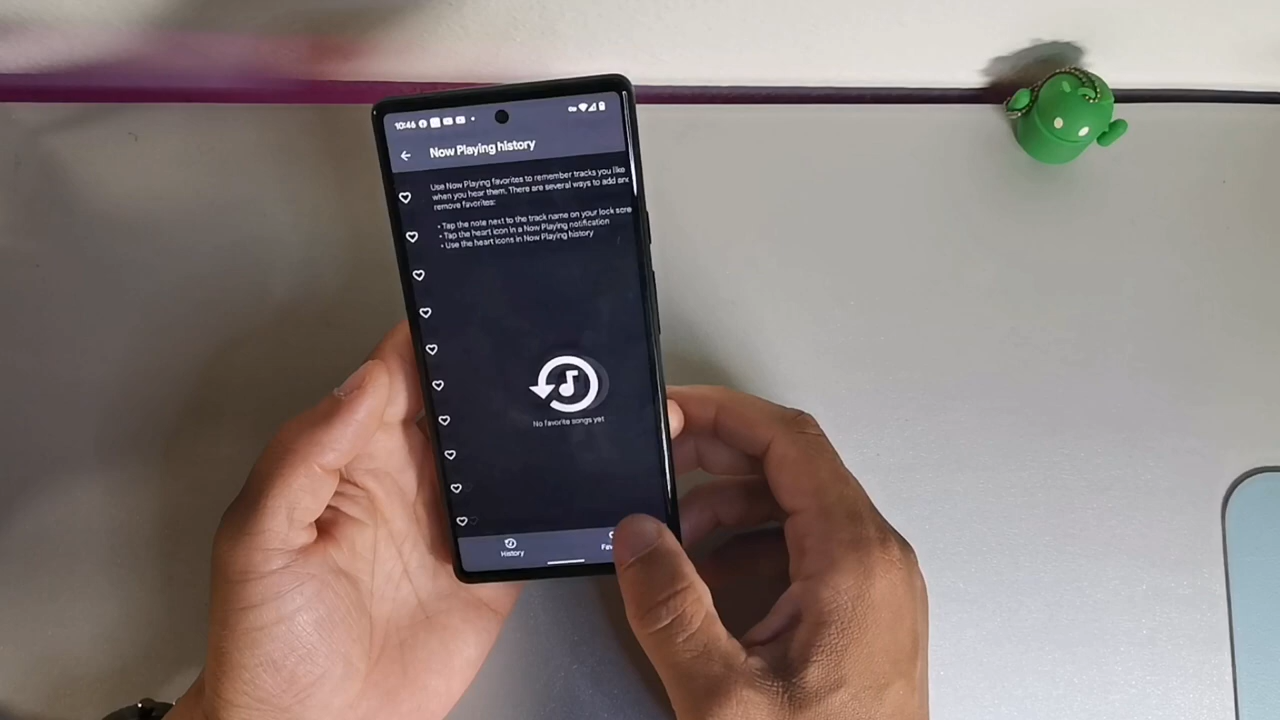 10:46
Now Playing history
Use Now Playing favorites to remember tracks you like
when you hear them. There are several ways to add and
remove favorites:
• Tap the note next to the track name on your lock scre
• Tap the heart icon in a Now Playing notification
• Use the heart icons in Now Playing history
No favorite songs yet
History
Fav